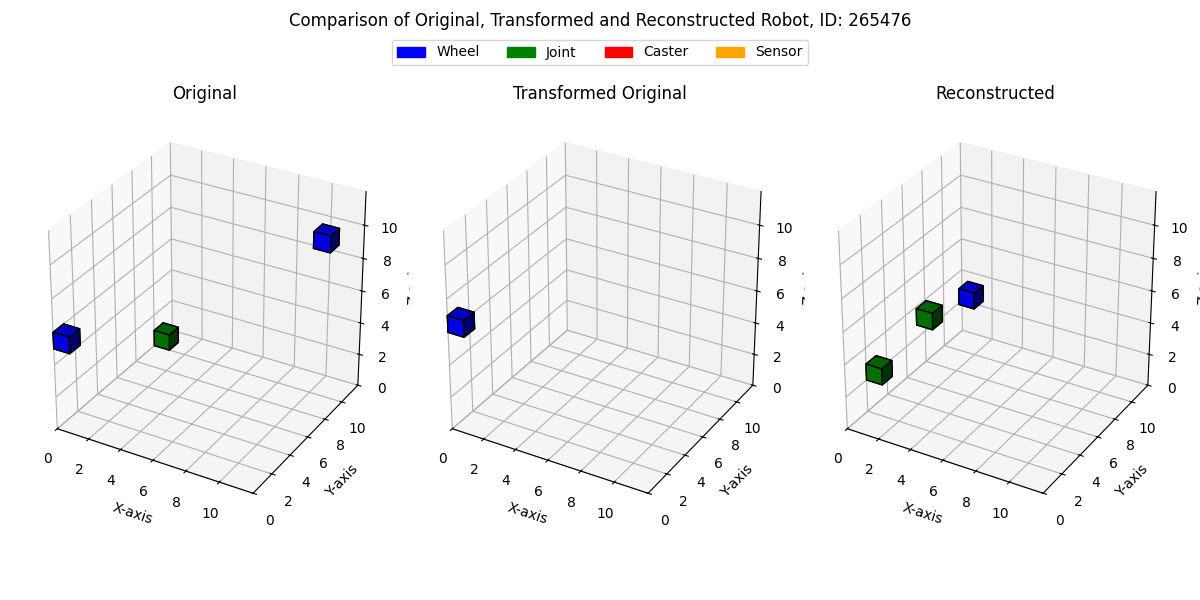 Comparison of Original, Transformed and Reconstructed Robot, ID: 265476
Wheel Joint Caster Sensor
Original Transformed Original Reconstructed
10
8
6
4
2
0
0 2 4 6 8 10
X-axis
0 2 4 6 8 10
Y-axis
10
8
6
4
2
0
0 2 4 6 8 10
X-axis
0 2 4 6 8 10
Y-axis
10
8
6
4
2
0
0 2 4 6 8 10
X-axis
0 2 4 6 8 10
Y-axis